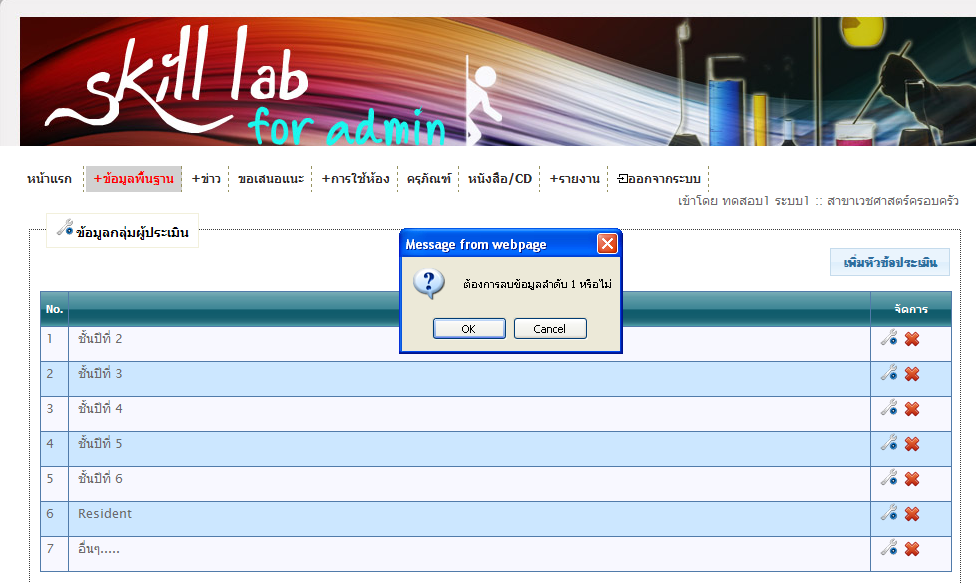 skill lab
for admin
หน้าแรก +ข้อมูลพื้นฐาน +ข่าว ขอเสนอแนะ +การใช้ห้อง ครุภัณฑ์ หนังสือ/CD +รายงาน ออกจากระบบ
เข้าโดย ทดสอบ1 ระบบ1 :: สาขาเวชศาสตร์ครอบครัว
ข้อมูลกลุ่มผู้ประเมิน
เพิ่มหัวข้อประเมิน
Message from webpage
ต้องการลบข้อมูลลำดับ 1 หรือไม่
OK Cancel
No. จัดการ
1 ชั้นปีที่ 2
2 ชั้นปีที่ 3
3 ชั้นปีที่ 4
4 ชั้นปีที่ 5
5 ชั้นปีที่ 6
6 Resident
7 อื่นๆ.....